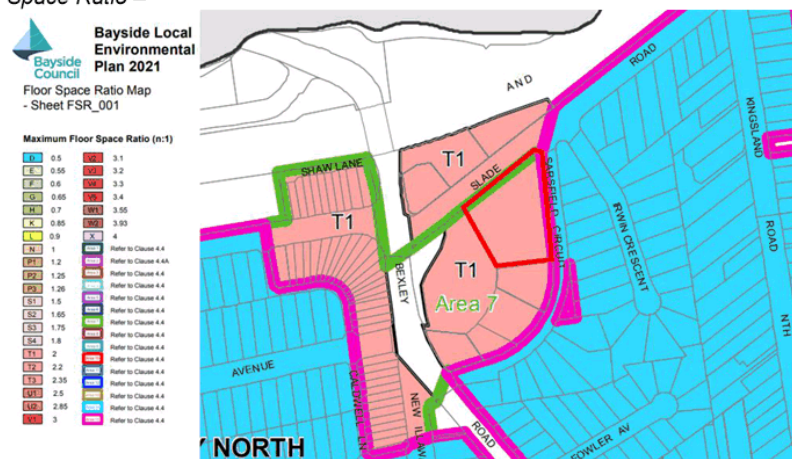 Space Ratio –
Bayside Council
Bayside Local
Environmental
Plan 2021
Floor Space Ratio Map
- Sheet FSR_001
Maximum Floor Space Ratio (n:1)
D 0.5
E 0.55
F 0.6
G 0.65
H 0.7
K 0.85
L 0.9
N 1
P1 1.2
P2 1.25
P3 1.26
S1 1.5
S2 1.65
S3 1.75
S4 1.8
T1 2
T2 2.2
T3 2.35
U1 2.5
U2 2.85
V1 3
V2 3.1
V3 3.2
V4 3.3
V5 3.4
W1 3.55
W2 3.93
X 4
Refer to Clause 4.4
Refer to Clause 4.4A
Refer to Clause 4.4
Refer to Clause 4.4
Refer to Clause 4.4
Refer to Clause 4.4
Refer to Clause 4.4
Refer to Clause 4.4
Refer to Clause 4.4
Refer to Clause 4.4
Refer to Clause 4.4
Refer to Clause 4.4
Refer to Clause 4.4
Refer to Clause 4.4
Refer to Clause 4.4
AND
ROAD
KINGSLAND
ROAD
NTH
SHAW LANE
T1
T1
SLADE
SARSFIELD CIRCUI
IRWIN CRESCENT
BEXLEY
T1
Area 7
AVENUE
CALDWELL LN
NEW ILLAW
ROAD
FOWLER AV
Y NORTH